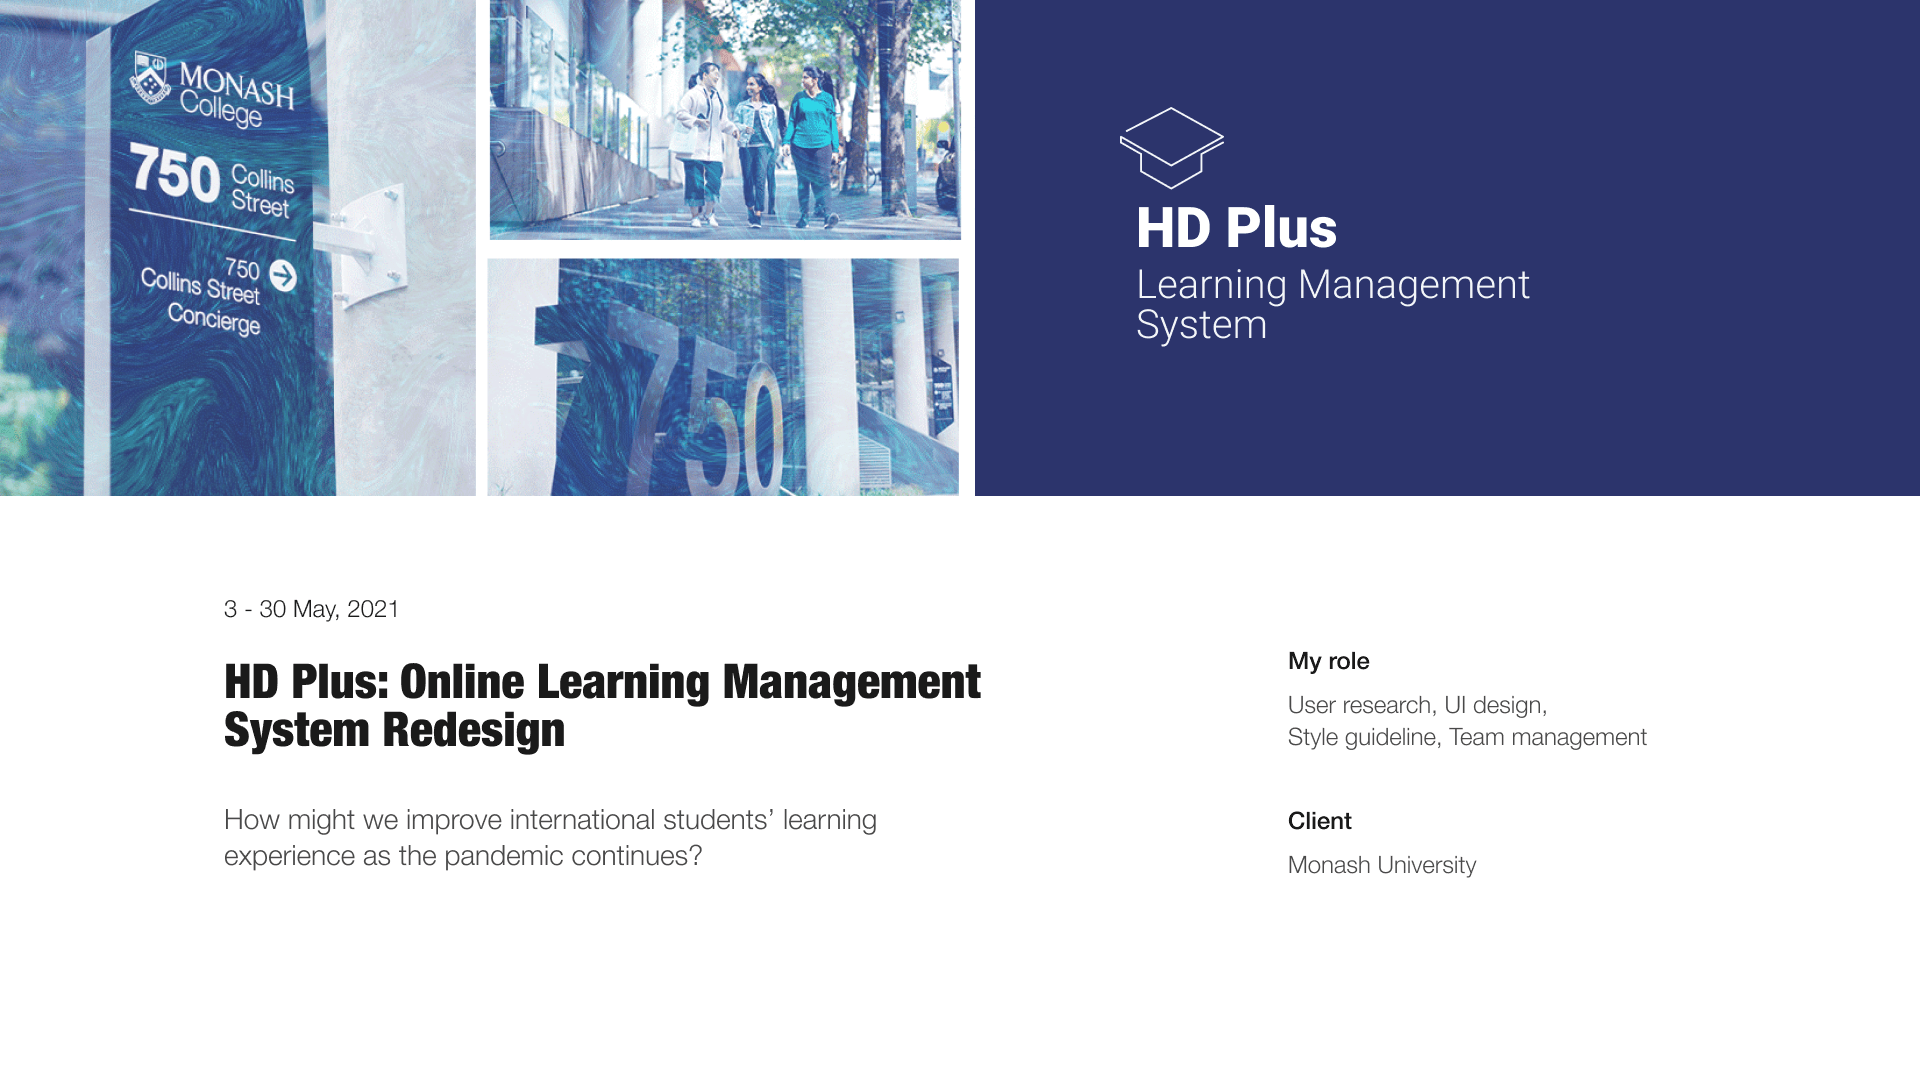 MONASH
College
750
Collins
Street
750
Collins Street
Concierge
750
HD Plus
Learning Management
System
3 - 30 May, 2021
HD Plus: Online Learning Management
System Redesign
How might we improve international students’ learning
experience as the pandemic continues?
My role
User research, UI design,
Style guideline, Team management
Client
Monash University